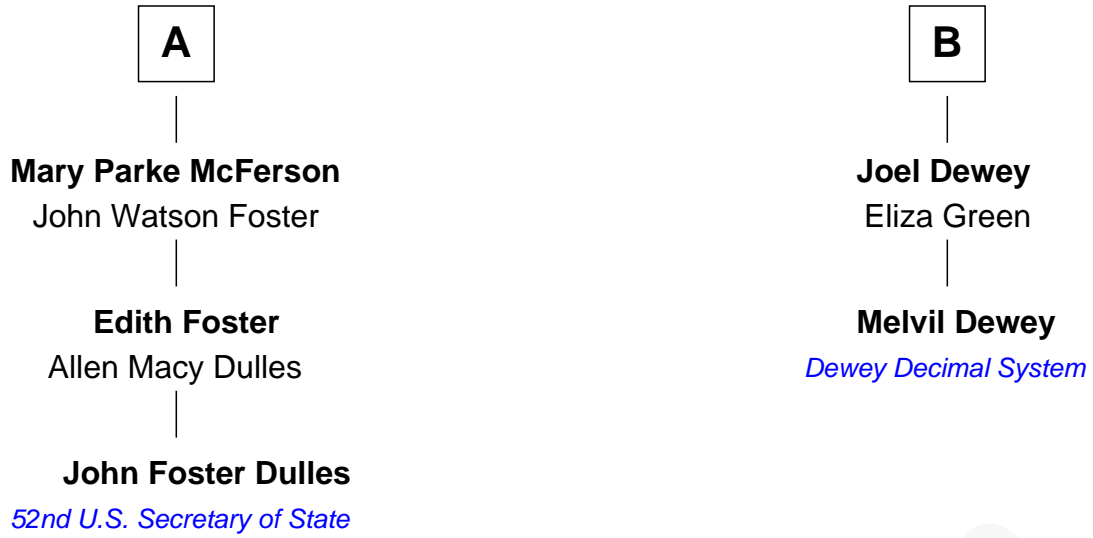 A
Mary Parke McFerson
John Watson Foster
Edith Foster
Allen Macy Dulles
John Foster Dulles
52nd U.S. Secretary of State
B
Joel Dewey
Eliza Green
Melvil Dewey
Dewey Decimal System